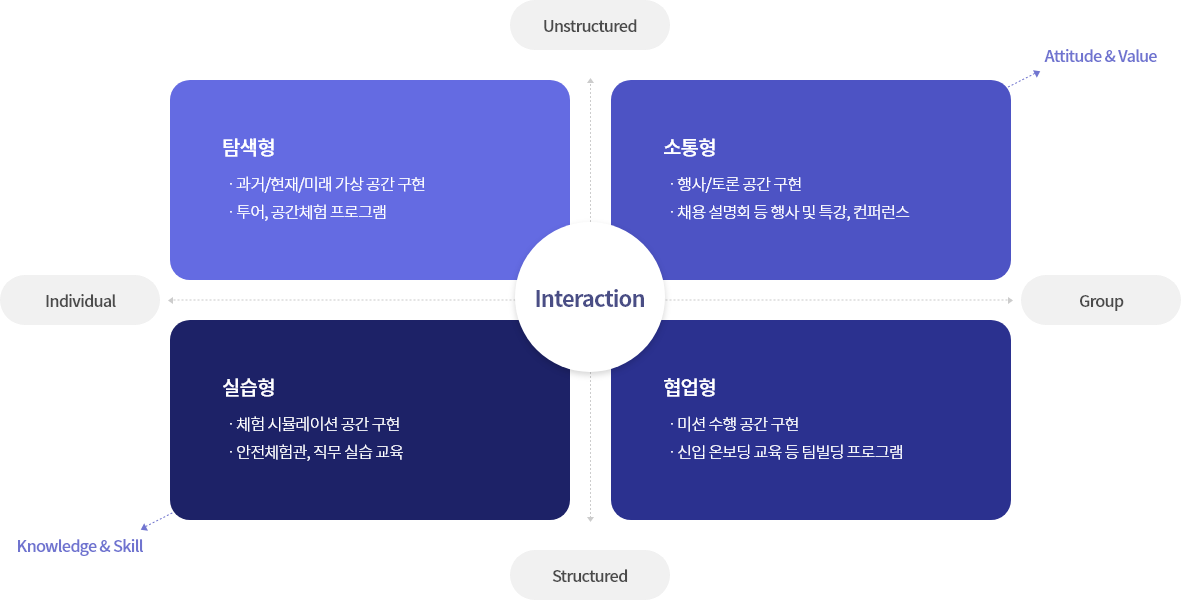 Unstructured
Attitude & Value
탐색형
· 과거/현재/미래 가상 공간 구현
· 투어, 공간체험 프로그램
소통형
· 행사/토론 공간 구현
· 채용 설명회 등 행사 및 특강, 컨퍼런스
Individual
Interaction
Group
실습형
· 체험 시뮬레이션 공간 구현
· 안전체험관, 직무 실습 교육
협업형
· 미션 수행 공간 구현
· 신입 온보딩 교육 등 팀빌딩 프로그램
Knowledge & Skill
Structured